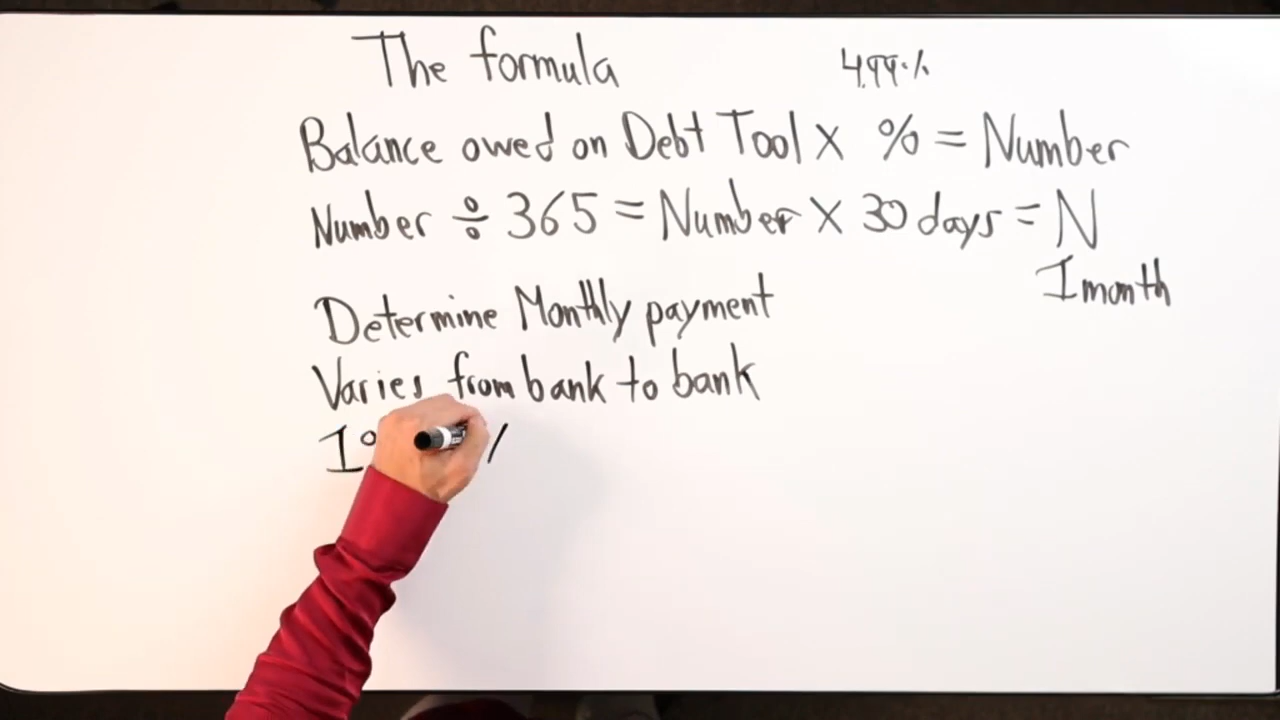 The formula 4.99%
Balance owed on Debt Tool X % = Number
Number ÷ 365 = Number X 30 days = N
1 month
Determine Monthly payment
Varies from bank to bank
1%